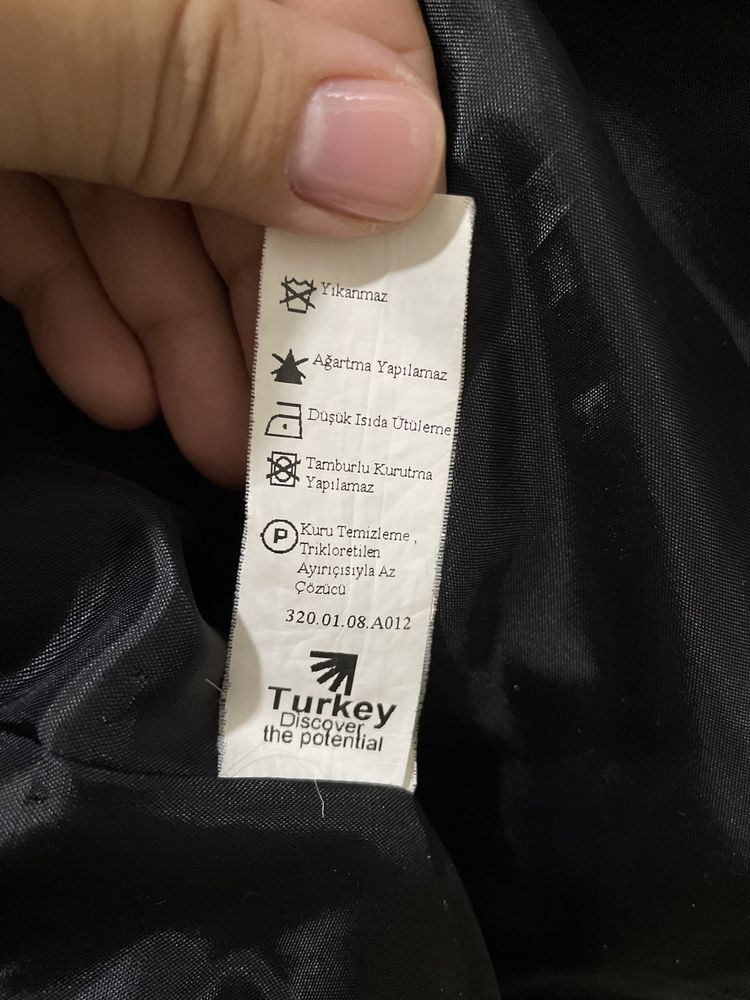 Yıkanmaz
Ağartma Yapılamaz
Düşük Isıda Ütüleme
Tamburlu Kurutma
Yapılamaz
P
Kuru Temizleme ,
Trikloretilen
Ayırıçısıyla Az
Çözücü
320.01.08.A012
Turkey
Discover
the potential